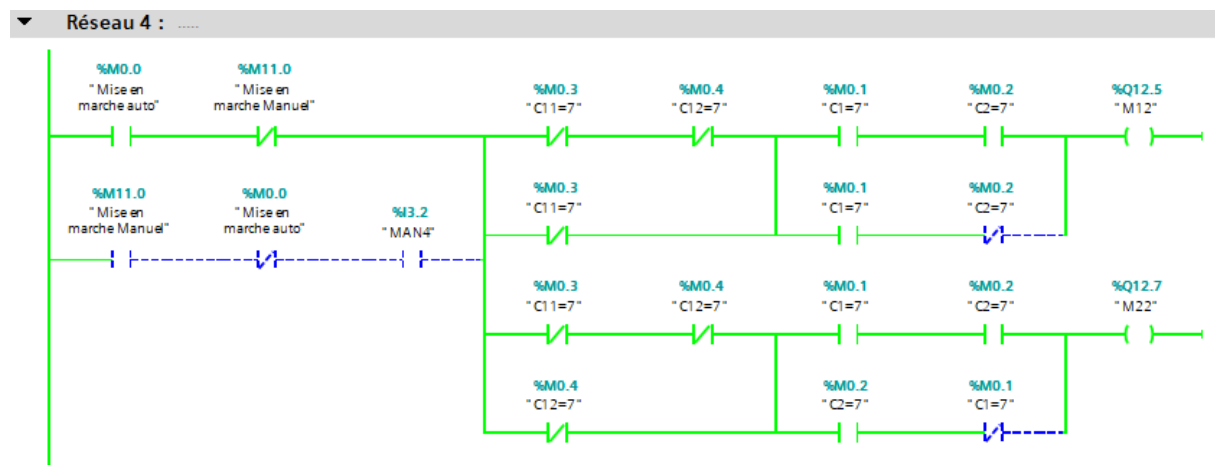 Réseau 4 : .....
%M0.0
"Mise en
marche auto"
%M11.0
"Mise en
marche Manuel"
%M0.3
"C11=7"
%M0.4
"C12=7"
%M0.1
"C1=7"
%M0.2
"C2=7"
%Q12.5
"M12"
%M11.0
"Mise en
marche Manuel"
%M0.0
"Mise en
marche auto"
%I3.2
"MAN4"
%M0.3
"C11=7"
%M0.1
"C1=7"
%M0.2
"C2=7"
%M0.3
"C11=7"
%M0.4
"C12=7"
%M0.1
"C1=7"
%M0.2
"C2=7"
%Q12.7
"M22"
%M0.4
"C12=7"
%M0.2
"C2=7"
%M0.1
"C1=7"